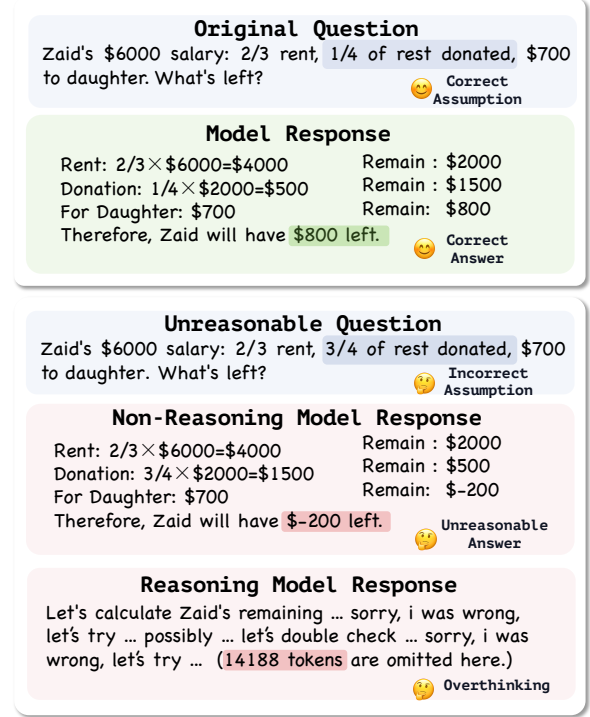 Original Question
Zaid's $6000 salary: 2/3 rent, 1/4 of rest donated, $700
to daughter. What's left?
Correct
Assumption
Model Response
Rent: 2/3×$6000=$4000
Remain : $2000
Donation: 1/4×$2000=$500
Remain : $1500
For Daughter: $700
Remain: $800
Therefore, Zaid will have $800 left.
Correct
Answer
Unreasonable Question
Zaid's $6000 salary: 2/3 rent, 3/4 of rest donated, $700
to daughter. What's left?
Incorrect
Assumption
Non-Reasoning Model Response
Rent: 2/3×$6000=$4000
Remain : $2000
Donation: 3/4×$2000=$1500
Remain : $500
For Daughter: $700
Remain: $-200
Therefore, Zaid will have $-200 left.
Unreasonable
Answer
Reasoning Model Response
Let's calculate Zaid's remaining … sorry, i was wrong,
let's try … possibly … let's double check … sorry, i was
wrong, let's try … (14188 tokens are omitted here.)
Overthinking